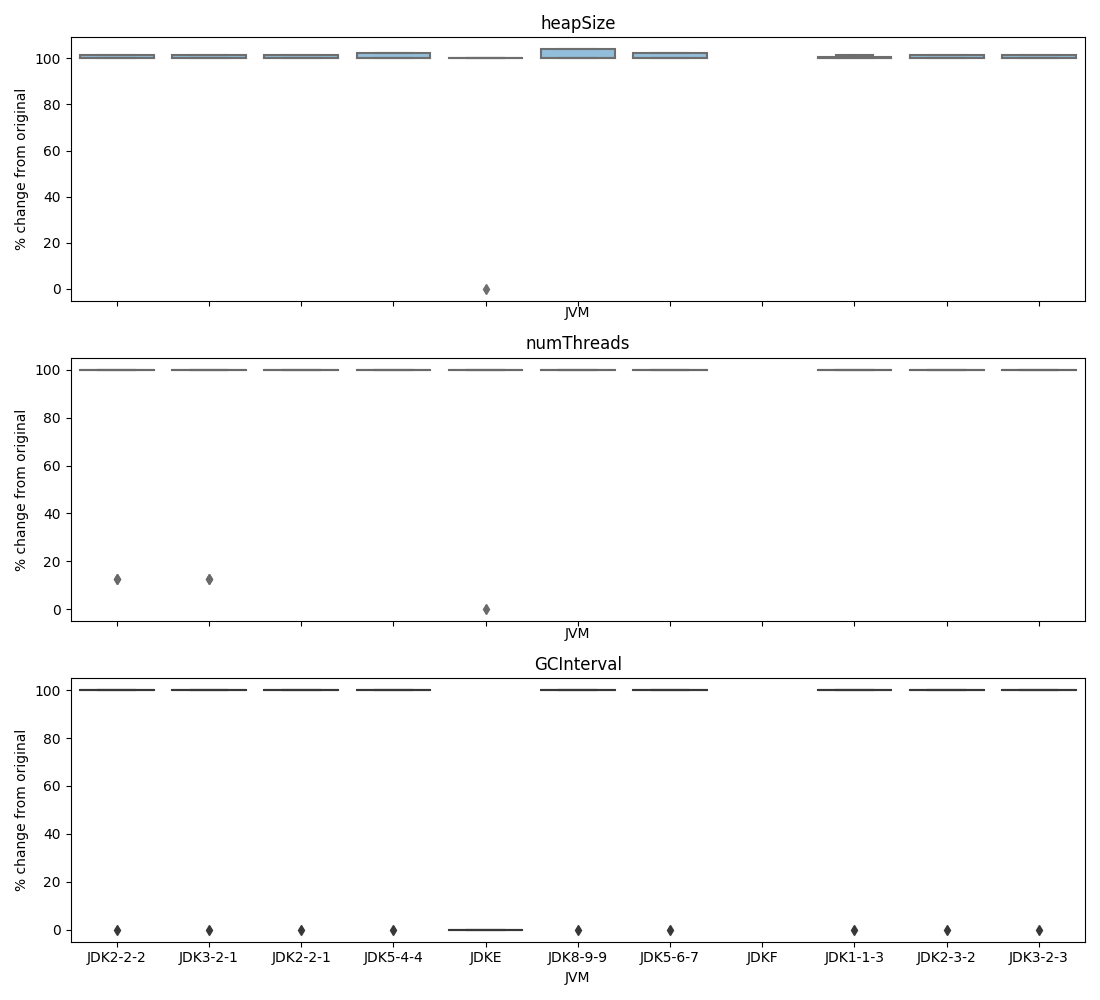 heapSize
100
80
60
40
20
0
% change from original
JVM
numThreads
100
80
60
40
20
0
% change from original
JVM
GCInterval
100
80
60
40
20
0
% change from original
JDK2-2-2 JDK3-2-1 JDK2-2-1 JDK5-4-4 JDKE JDK8-9-9 JDK5-6-7 JDKF JDK1-1-3 JDK2-3-2 JDK3-2-3
JVM